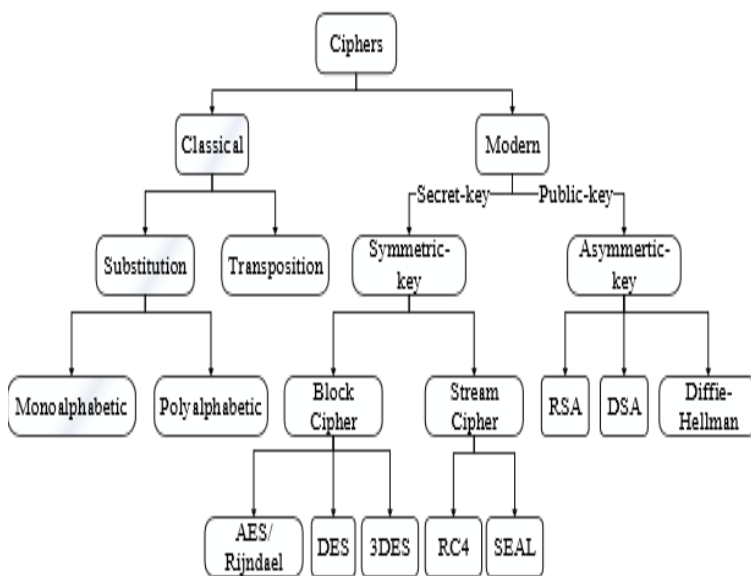 Ciphers
Classical
Modern
Secret-key
Public-key
Substitution
Transposition
Symmetric-
key
Asymmertic-
key
Monoalphabetic
Polyalphabetic
Block
Cipher
Stream
Cipher
RSA
DSA
Diffie-
Hellman
AES/
Rijndael
DES
3DES
RC4
SEAL